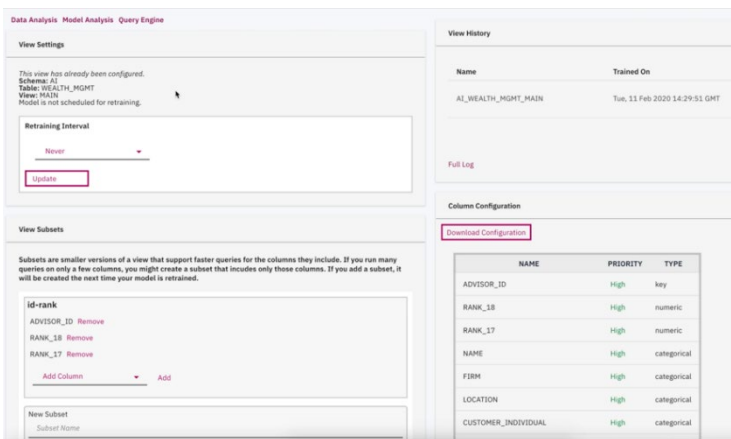 Data Analysis Model Analysis Query Engine
View Settings
This view has already been configured.
Schema: AI
Table: WEALTH_MGMT
View: MAIN
Model is not scheduled for retraining.
Retraining Interval
Never
Update
View Subsets
Subsets are smaller versions of a view that support faster queries for the columns they include. If you run many
queries on only a few columns, you might create a subset that incudes only those columns. If you add a subset, it
will be created the next time your model is retrained.
id-rank
ADVISOR_ID Remove
RANK_18 Remove
RANK_17 Remove
Add Column Add
New Subset
Subset Name
View History
Name Trained On
AI_WEALTH_MGMT_MAIN Tue, 11 Feb 2020 14:29:51 GMT
Full Log
Column Configuration
Download Configuration
NAME PRIORITY TYPE
ADVISOR_ID High key
RANK_18 High numeric
RANK_17 High numeric
NAME High categorical
FIRM High categorical
LOCATION High categorical
CUSTOMER_INDIVIDUAL High categorical